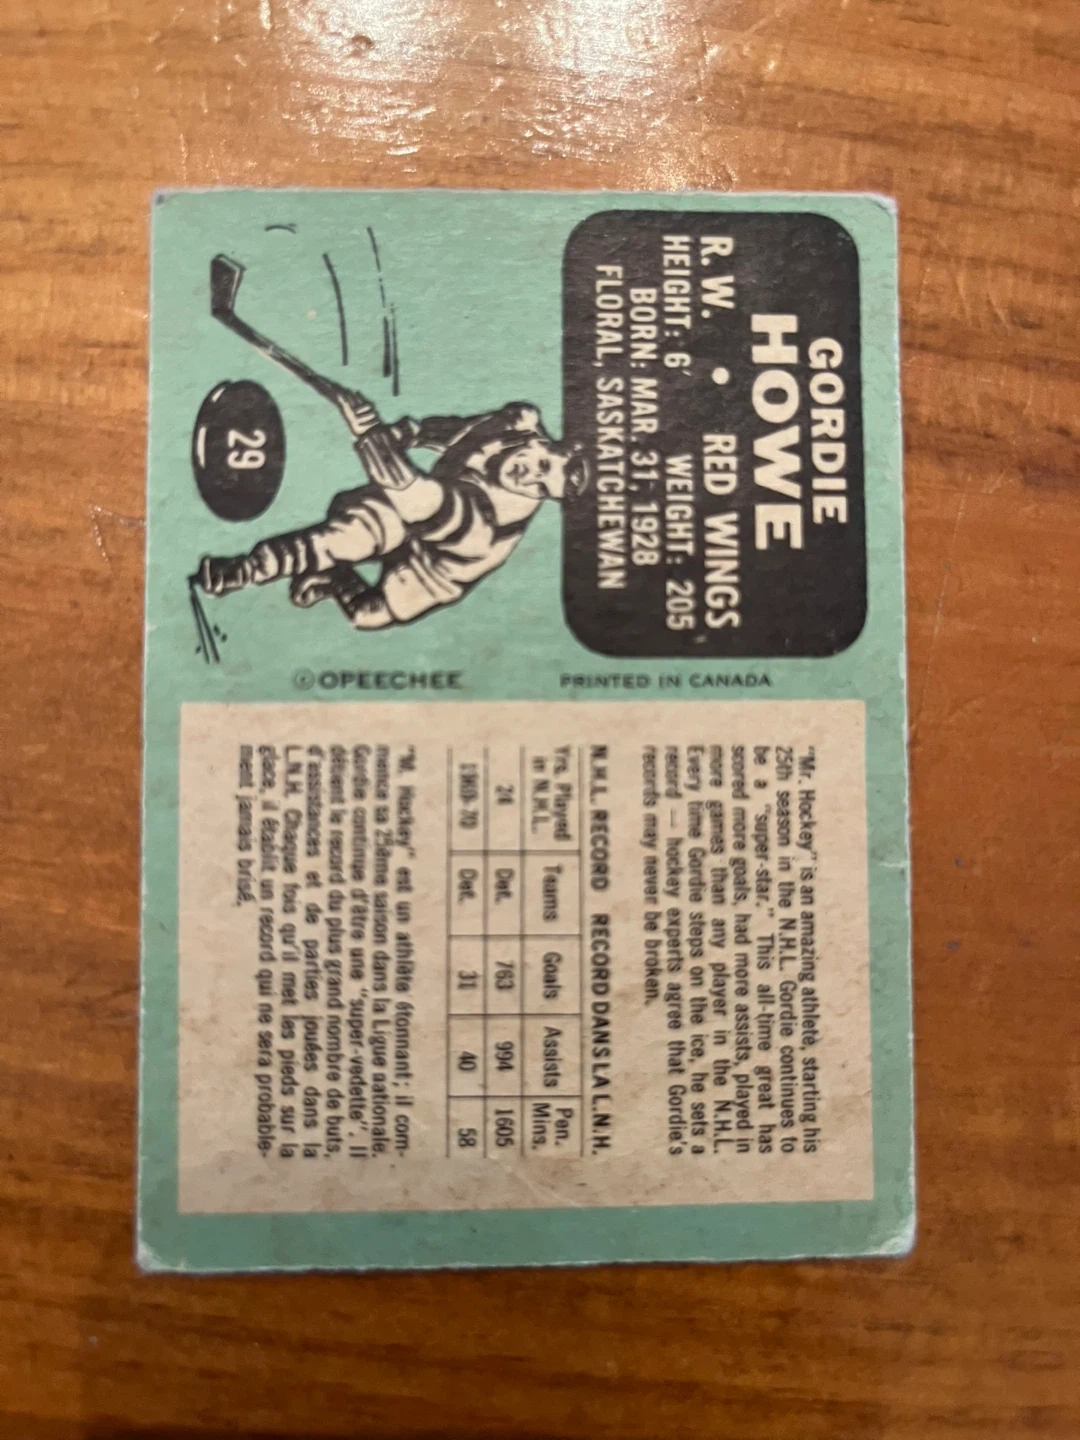 GORDIE
HOWE
R. W. • RED WINGS
HEIGHT: 6' WEIGHT: 205
BORN: MAR. 31, 1928
FLORAL, SASKATCHEWAN
29
©OPEECHEE PRINTED IN CANADA
"Mr. Hockey" is an amazing athlete, starting his
25th season in the N.H.L. Gordie continues to
be a "super-star." This all-time great has
scored more goals, had more assists, played in
more games than any player in the N.H.L.
Every time Gordie steps on the ice, he sets a
record — hockey experts agree that Gordie's
records may never be broken.
N.H.L. RECORD RECORD DANS LA L.N.H.
Yrs. Played in N.H.L. Teams Goals Assists Pen. Mins.
24 Det. 763 994 1605
1969-70 Det. 31 40 58
"M. Hockey" est un athlète étonnant; il com-
mence sa 25ième saison dans la Ligue nationale.
Gordie continue d'être une "super-vedette". Il
détient le record du plus grand nombre de buts,
d'assistances et de parties jouées dans la
L.N.H. Chaque fois qu'il met les pieds sur la
glace, il établit un record qui ne sera probable-
ment jamais brisé.